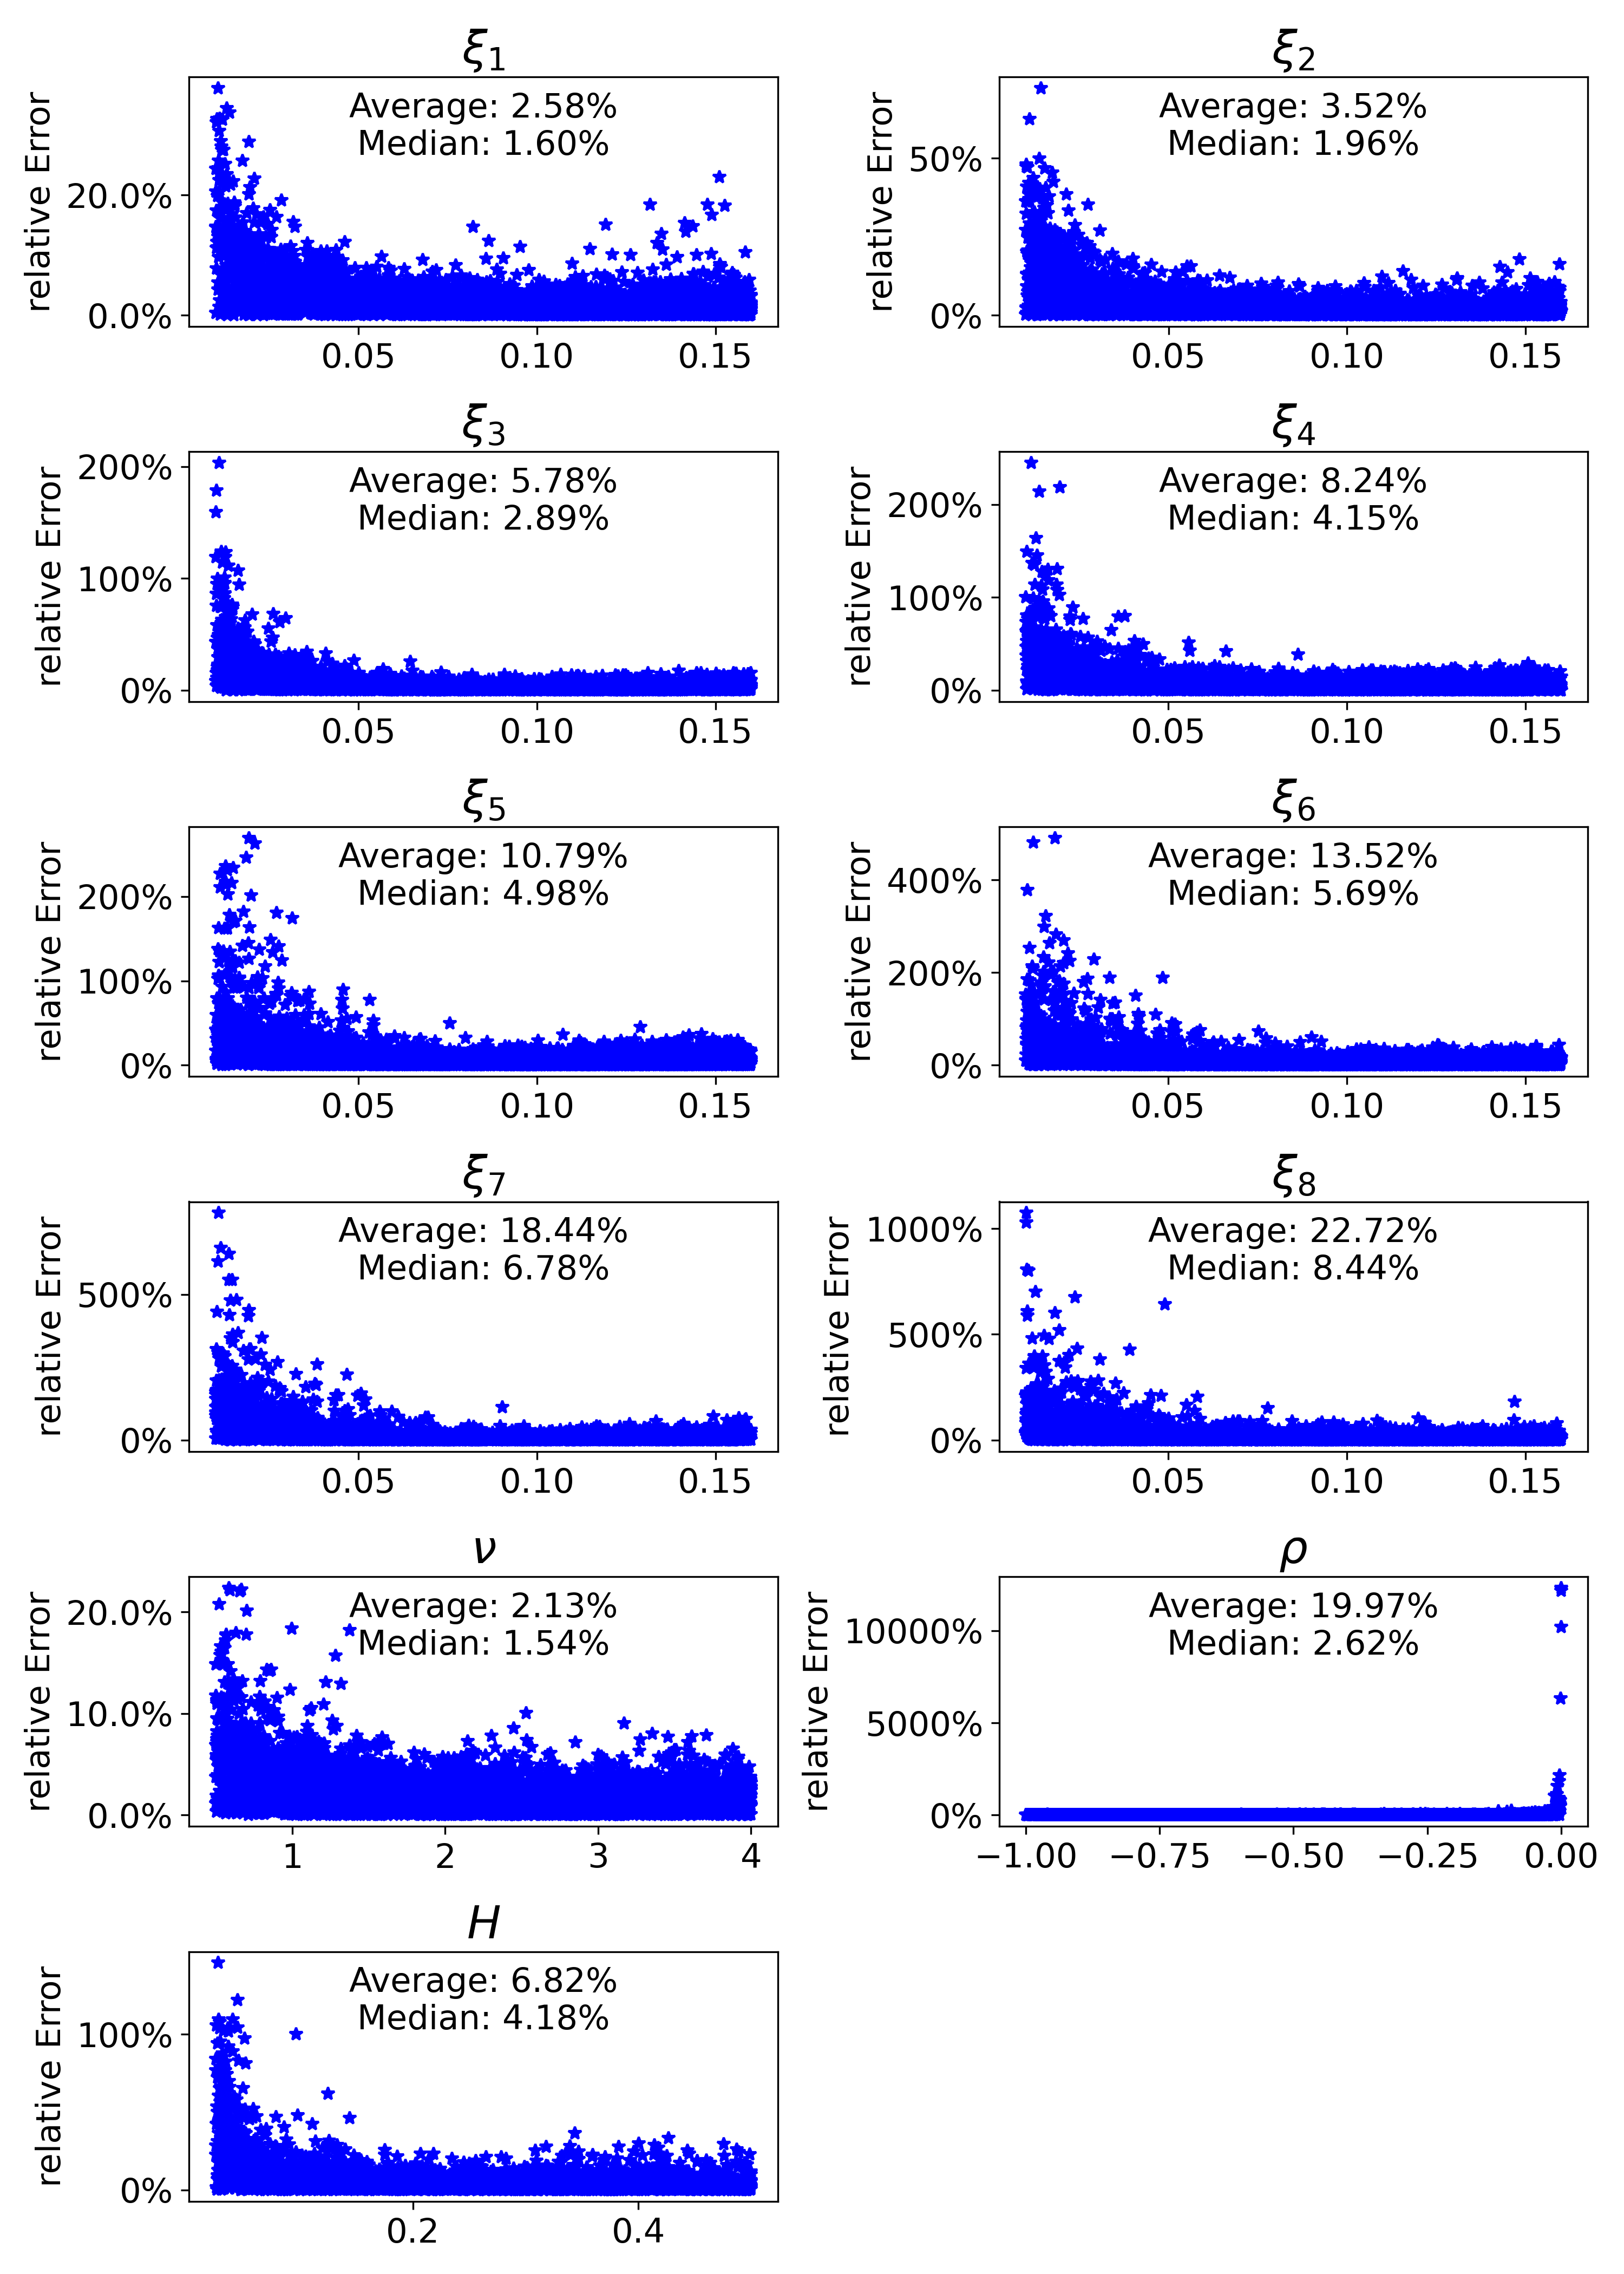 ξ1
relative Error
20.0%
0.0%
Average: 2.58%
Median: 1.60%
0.05 0.10 0.15
ξ2
relative Error
50%
0%
Average: 3.52%
Median: 1.96%
0.05 0.10 0.15
ξ3
relative Error
200%
100%
0%
Average: 5.78%
Median: 2.89%
0.05 0.10 0.15
ξ4
relative Error
200%
100%
0%
Average: 8.24%
Median: 4.15%
0.05 0.10 0.15
ξ5
relative Error
200%
100%
0%
Average: 10.79%
Median: 4.98%
0.05 0.10 0.15
ξ6
relative Error
400%
200%
0%
Average: 13.52%
Median: 5.69%
0.05 0.10 0.15
ξ7
relative Error
500%
0%
Average: 18.44%
Median: 6.78%
0.05 0.10 0.15
ξ8
relative Error
1000%
500%
0%
Average: 22.72%
Median: 8.44%
0.05 0.10 0.15
ν
relative Error
20.0%
10.0%
0.0%
Average: 2.13%
Median: 1.54%
1 2 3 4
ρ
relative Error
10000%
5000%
0%
Average: 19.97%
Median: 2.62%
−1.00 −0.75 −0.50 −0.25 0.00
H
relative Error
100%
0%
Average: 6.82%
Median: 4.18%
0.2 0.4